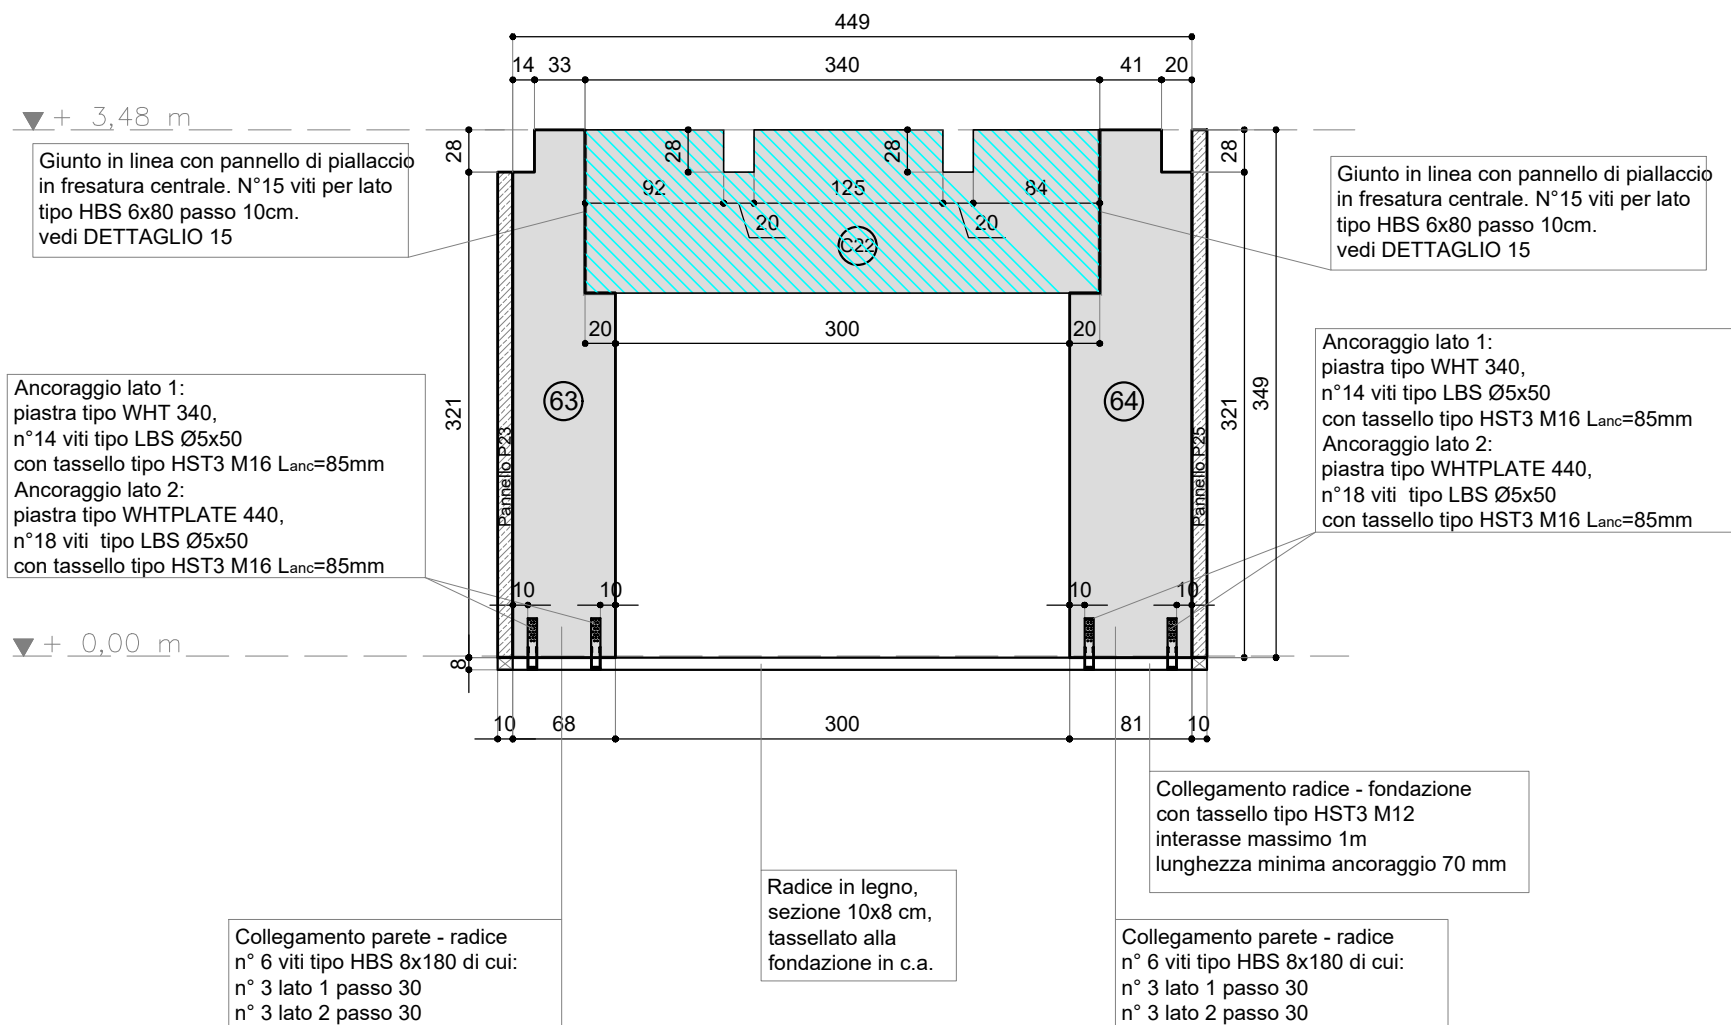 449
14 33 340 41 20
+ 3,48 m
28
28
28
28
Giunto in linea con pannello di piallaccio
in fresatura centrale. N°15 viti per lato
tipo HBS 6x80 passo 10cm.
vedi DETTAGLIO 15
Giunto in linea con pannello di piallaccio
in fresatura centrale. N°15 viti per lato
tipo HBS 6x80 passo 10cm.
vedi DETTAGLIO 15
92 125 84
20 20
C22
20 300 20
Ancoraggio lato 1:
piastra tipo WHT 340,
n°14 viti tipo LBS Ø5x50
con tassello tipo HST3 M16 Lanc=85mm
Ancoraggio lato 2:
piastra tipo WHTPLATE 440,
n°18 viti tipo LBS Ø5x50
con tassello tipo HST3 M16 Lanc=85mm
321
Pannello P23
63
64
Pannello P25
321
349
Ancoraggio lato 1:
piastra tipo WHT 340,
n°14 viti tipo LBS Ø5x50
con tassello tipo HST3 M16 Lanc=85mm
Ancoraggio lato 2:
piastra tipo WHTPLATE 440,
n°18 viti tipo LBS Ø5x50
con tassello tipo HST3 M16 Lanc=85mm
10 10 10 10
+ 0,00 m
8
10 68 300 81 10
Collegamento radice - fondazione
con tassello tipo HST3 M12
interasse massimo 1m
lunghezza minima ancoraggio 70 mm
Radice in legno,
sezione 10x8 cm,
tassellato alla
fondazione in c.a.
Collegamento parete - radice
n° 6 viti tipo HBS 8x180 di cui:
n° 3 lato 1 passo 30
n° 3 lato 2 passo 30
Collegamento parete - radice
n° 6 viti tipo HBS 8x180 di cui:
n° 3 lato 1 passo 30
n° 3 lato 2 passo 30